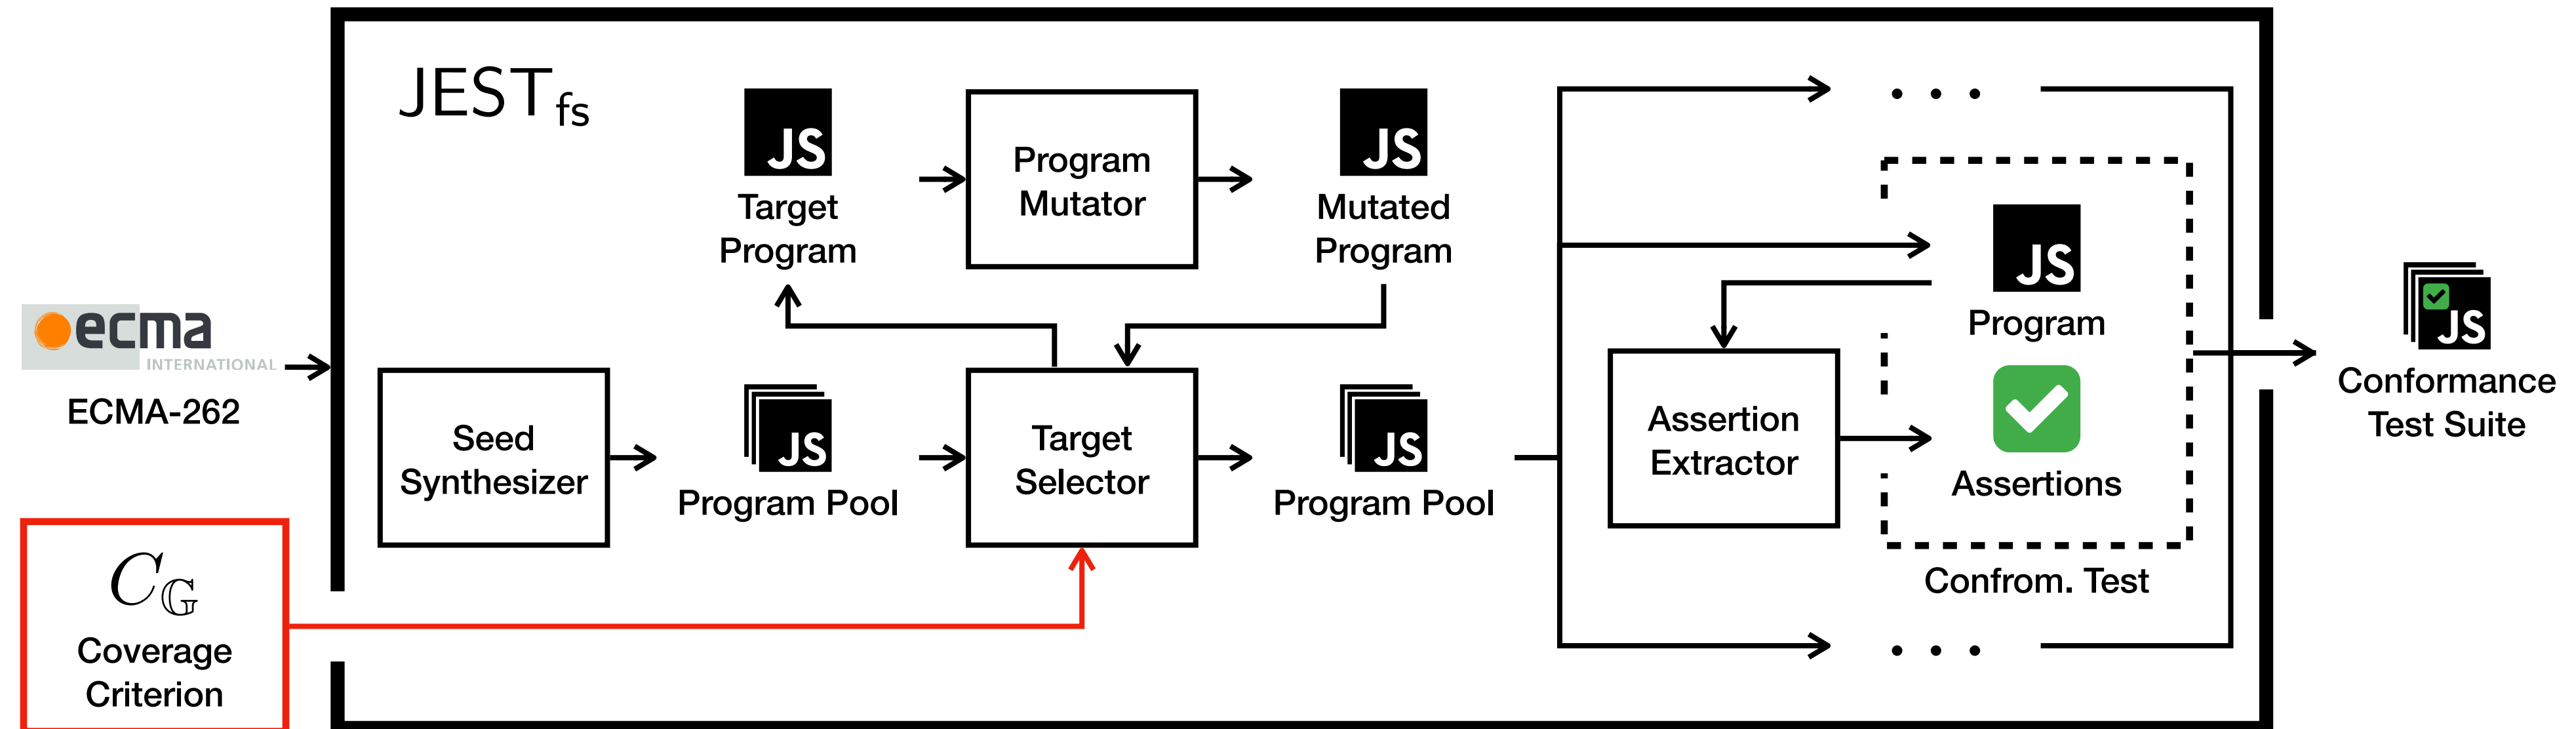 JESTfs
JS
Target
Program
Program
Mutator
JS
Mutated
Program
. . .
JS
Program
Assertions
Confrom. Test
ecma
INTERNATIONAL
ECMA-262
Seed
Synthesizer
JS
Program Pool
Target
Selector
JS
Program Pool
Assertion
Extractor
. . .
JS
Conformance
Test Suite
C𝔾
Coverage
Criterion